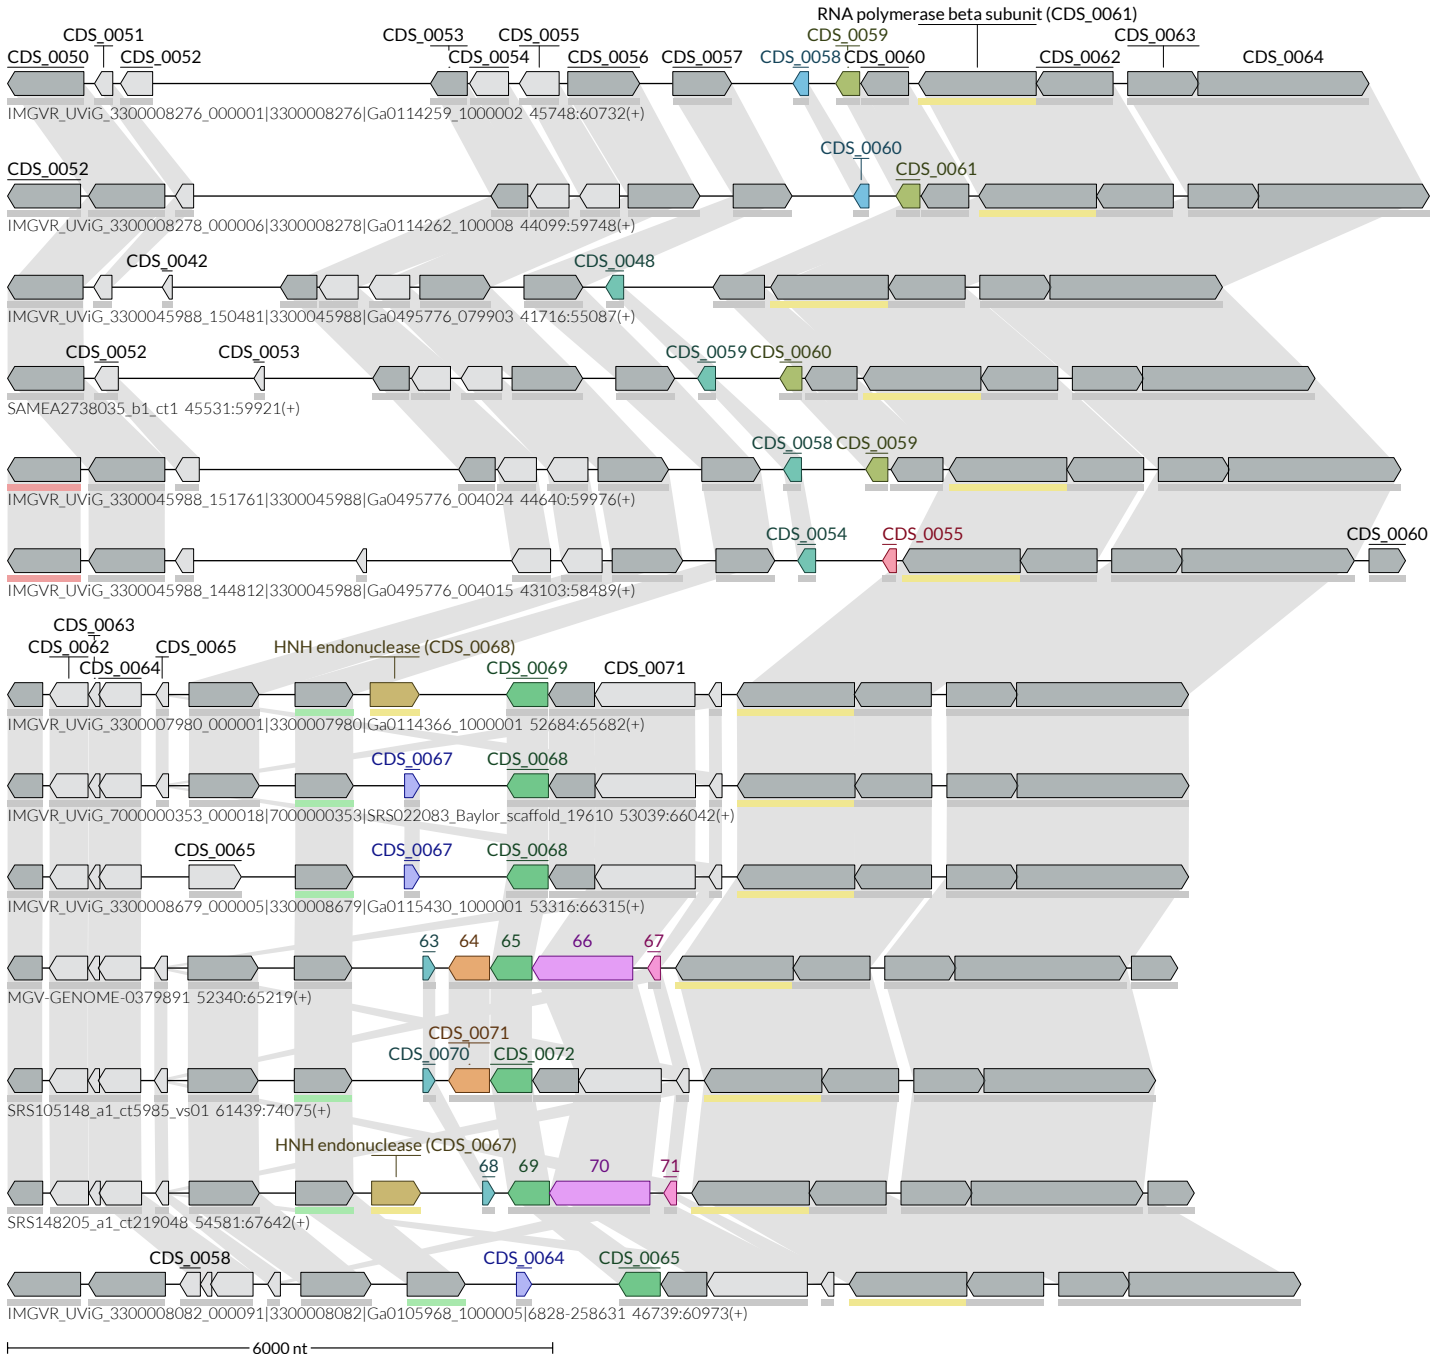 RNA polymerase beta subunit (CDS_0061)
CDS_0051 CDS_0053 CDS_0055 CDS_0059 CDS_0063
CDS_0050 CDS_0052 CDS_0054 CDS_0056 CDS_0057 CDS_0058 CDS_0060 CDS_0062 CDS_0064
IMGVR_UViG_3300008276_000001|3300008276|Ga0114259_1000002 45748:60732(+)
CDS_0060
CDS_0052 CDS_0061
IMGVR_UViG_3300008278_000006|3300008278|Ga0114262_100008 44099:59748(+)
CDS_0042 CDS_0048
IMGVR_UViG_3300045988_150481|3300045988|Ga0495776_079903 41716:55087(+)
CDS_0052 CDS_0053 CDS_0059 CDS_0060
SAMEA2738035_b1_ct1 45531:59921(+)
CDS_0058 CDS_0059
IMGVR_UViG_3300045988_151761|3300045988|Ga0495776_004024 44640:59976(+)
CDS_0054 CDS_0055 CDS_0060
IMGVR_UViG_3300045988_144812|3300045988|Ga0495776_004015 43103:58489(+)
CDS_0063
CDS_0062 CDS_0065 HNH endonuclease (CDS_0068)
CDS_0064 CDS_0069 CDS_0071
IMGVR_UViG_3300007980_000001|3300007980|Ga0114366_1000001 52684:65682(+)
CDS_0067 CDS_0068
IMGVR_UViG_7000000353_000018|7000000353|SRS022083_Baylor_scaffold_19610 53039:66042(+)
CDS_0065 CDS_0067 CDS_0068
IMGVR_UViG_3300008679_000005|3300008679|Ga0115430_1000001 53316:66315(+)
63 64 65 66 67
MGV-GENOME-0379891 52340:65219(+)
CDS_0071
CDS_0070 CDS_0072
SRS105148_a1_ct5985_vs01 61439:74075(+)
HNH endonuclease (CDS_0067)
68 69 70 71
SRS148205_a1_ct219048 54581:67642(+)
CDS_0058 CDS_0064 CDS_0065
IMGVR_UViG_3300008082_000091|3300008082|Ga0105968_1000005|6828-258631 46739:60973(+)
6000 nt